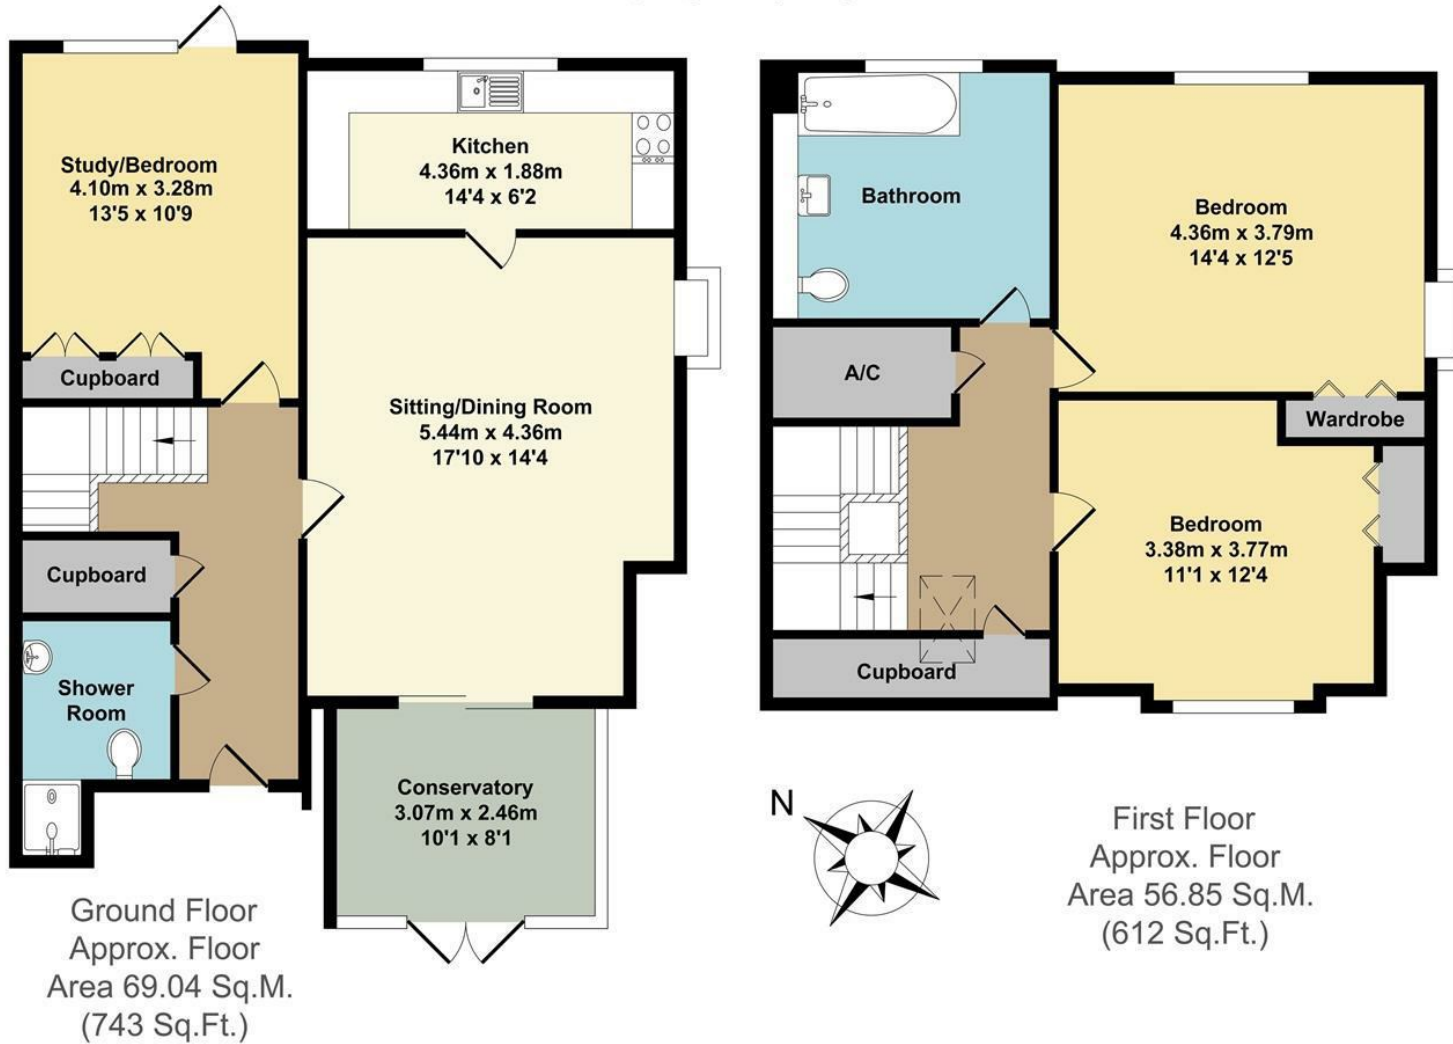 Study/Bedroom
4.10m x 3.28m
13'5 x 10'9
Kitchen
4.36m x 1.88m
14'4 x 6'2
Cupboard
Sitting/Dining Room
5.44m x 4.36m
17'10 x 14'4
Cupboard
Shower
Room
Conservatory
3.07m x 2.46m
10'1 x 8'1
Ground Floor
Approx. Floor
Area 69.04 Sq.M.
(743 Sq.Ft.)
Bathroom
Bedroom
4.36m x 3.79m
14'4 x 12'5
A/C
Wardrobe
Bedroom
3.38m x 3.77m
11'1 x 12'4
Cupboard
N
First Floor
Approx. Floor
Area 56.85 Sq.M.
(612 Sq.Ft.)